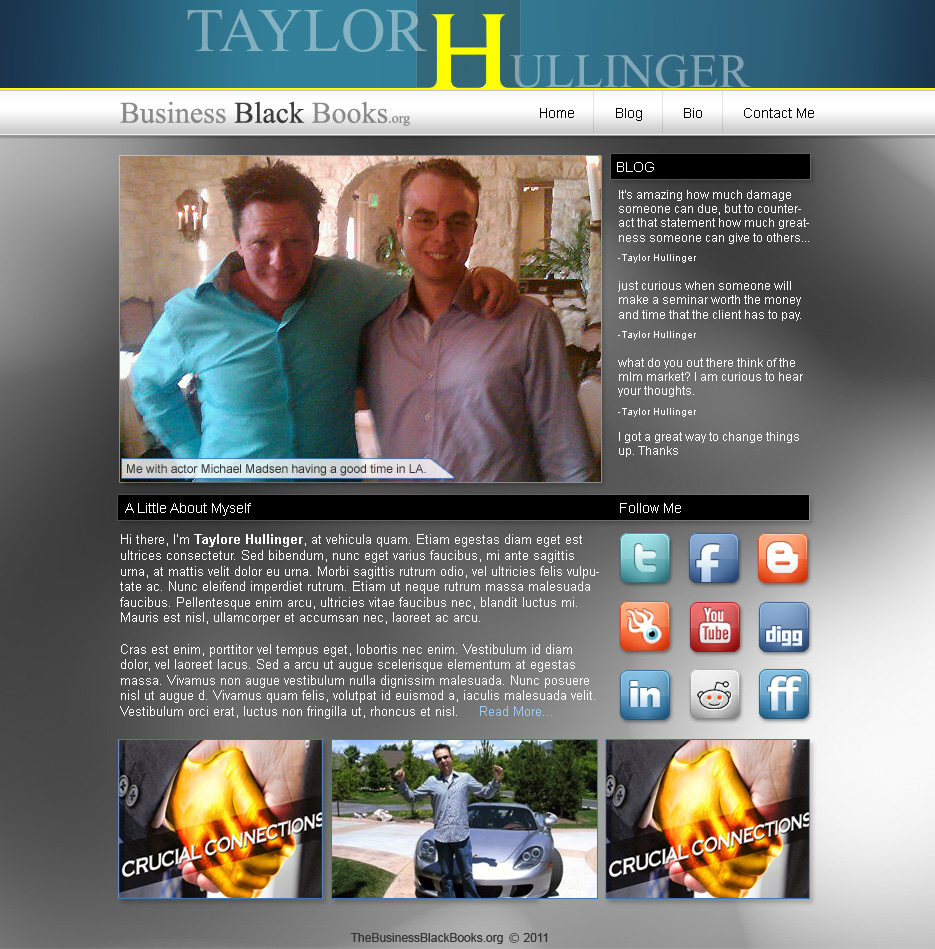 TAYLOR HULLINGER
Business Black Books.org
Home Blog Bio Contact Me
Me with actor Michael Madsen having a good time in LA.
BLOG
It's amazing how much damage
someone can due, but to counter-
act that statement how much great-
ness someone can give to others...
-Taylor Hullinger
just curious when someone will
make a seminar worth the money
and time that the client has to pay.
-Taylor Hullinger
what do you out there think of the
mlm market? I am curious to hear
your thoughts.
-Taylor Hullinger
I got a great way to change things
up. Thanks
A Little About Myself
Hi there, I'm Taylore Hullinger, at vehicula quam. Etiam egestas diam eget est
ultrices consectetur. Sed bibendum, nunc eget varius faucibus, mi ante sagittis
urna, at mattis velit dolor eu urna. Morbi sagittis rutrum odio, vel ultricies felis vulpu-
tate ac. Nunc eleifend imperdiet rutrum. Etiam ut neque rutrum massa malesuada
faucibus. Pellentesque enim arcu, ultricies vitae faucibus nec, blandit luctus mi.
Mauris est nisl, ullamcorper et accumsan nec, laoreet ac arcu.
Cras est enim, porttitor vel tempus eget, lobortis nec enim. Vestibulum id diam
dolor, vel laoreet lacus. Sed a arcu ut augue scelerisque elementum at egestas
massa. Vivamus non augue vestibulum nulla dignissim malesuada. Nunc posuere
nisl ut augue d. Vivamus quam felis, volutpat id euismod a, iaculis malesuada velit.
Vestibulum orci erat, luctus non fringilla ut, rhoncus et nisl. Read More...
Follow Me
t f B
You Tube digg
in ff
CRUCIAL CONNECTIONS
CRUCIAL CONNECTIONS
TheBusinessBlackBooks.org © 2011